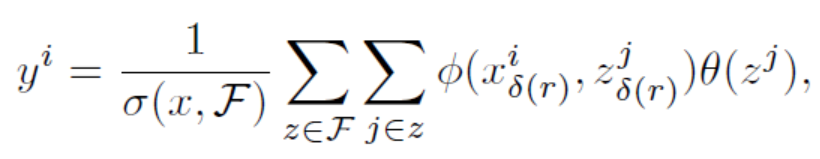 y^i = \frac{1}{\sigma(x, \mathcal{F})} \sum_{z \in \mathcal{F}} \sum_{j \in z} \phi(x^i_{\delta(r)}, z^j_{\delta(r)}) \theta(z^j),